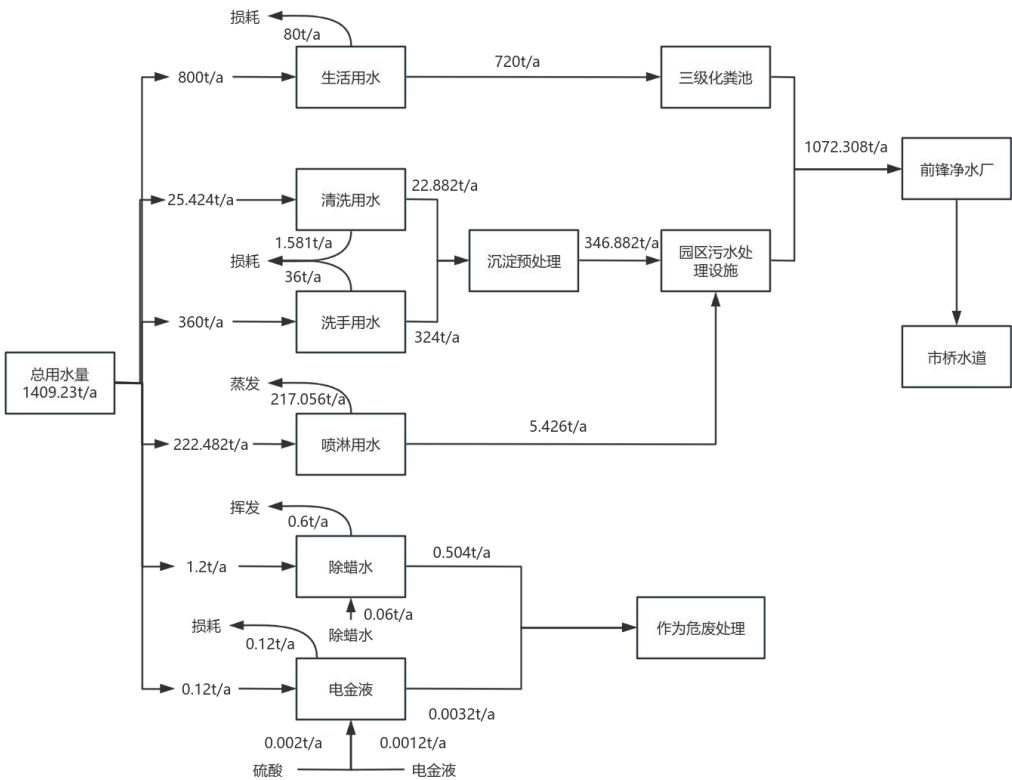 损耗
80t/a
800t/a
生活用水
720t/a
三级化粪池
1072.308t/a
前锋净水厂
25.424t/a
清洗用水
22.882t/a
1.581t/a
损耗
36t/a
沉淀预处理
346.882t/a
园区污水处
理设施
360t/a
洗手用水
324t/a
市桥水道
总用水量
1409.23t/a
蒸发
217.056t/a
222.482t/a
喷淋用水
5.426t/a
挥发
0.6t/a
1.2t/a
除蜡水
0.504t/a
0.06t/a
除蜡水
作为危废处理
损耗
0.12t/a
0.12t/a
电金液
0.0032t/a
0.002t/a
0.0012t/a
硫酸
电金液